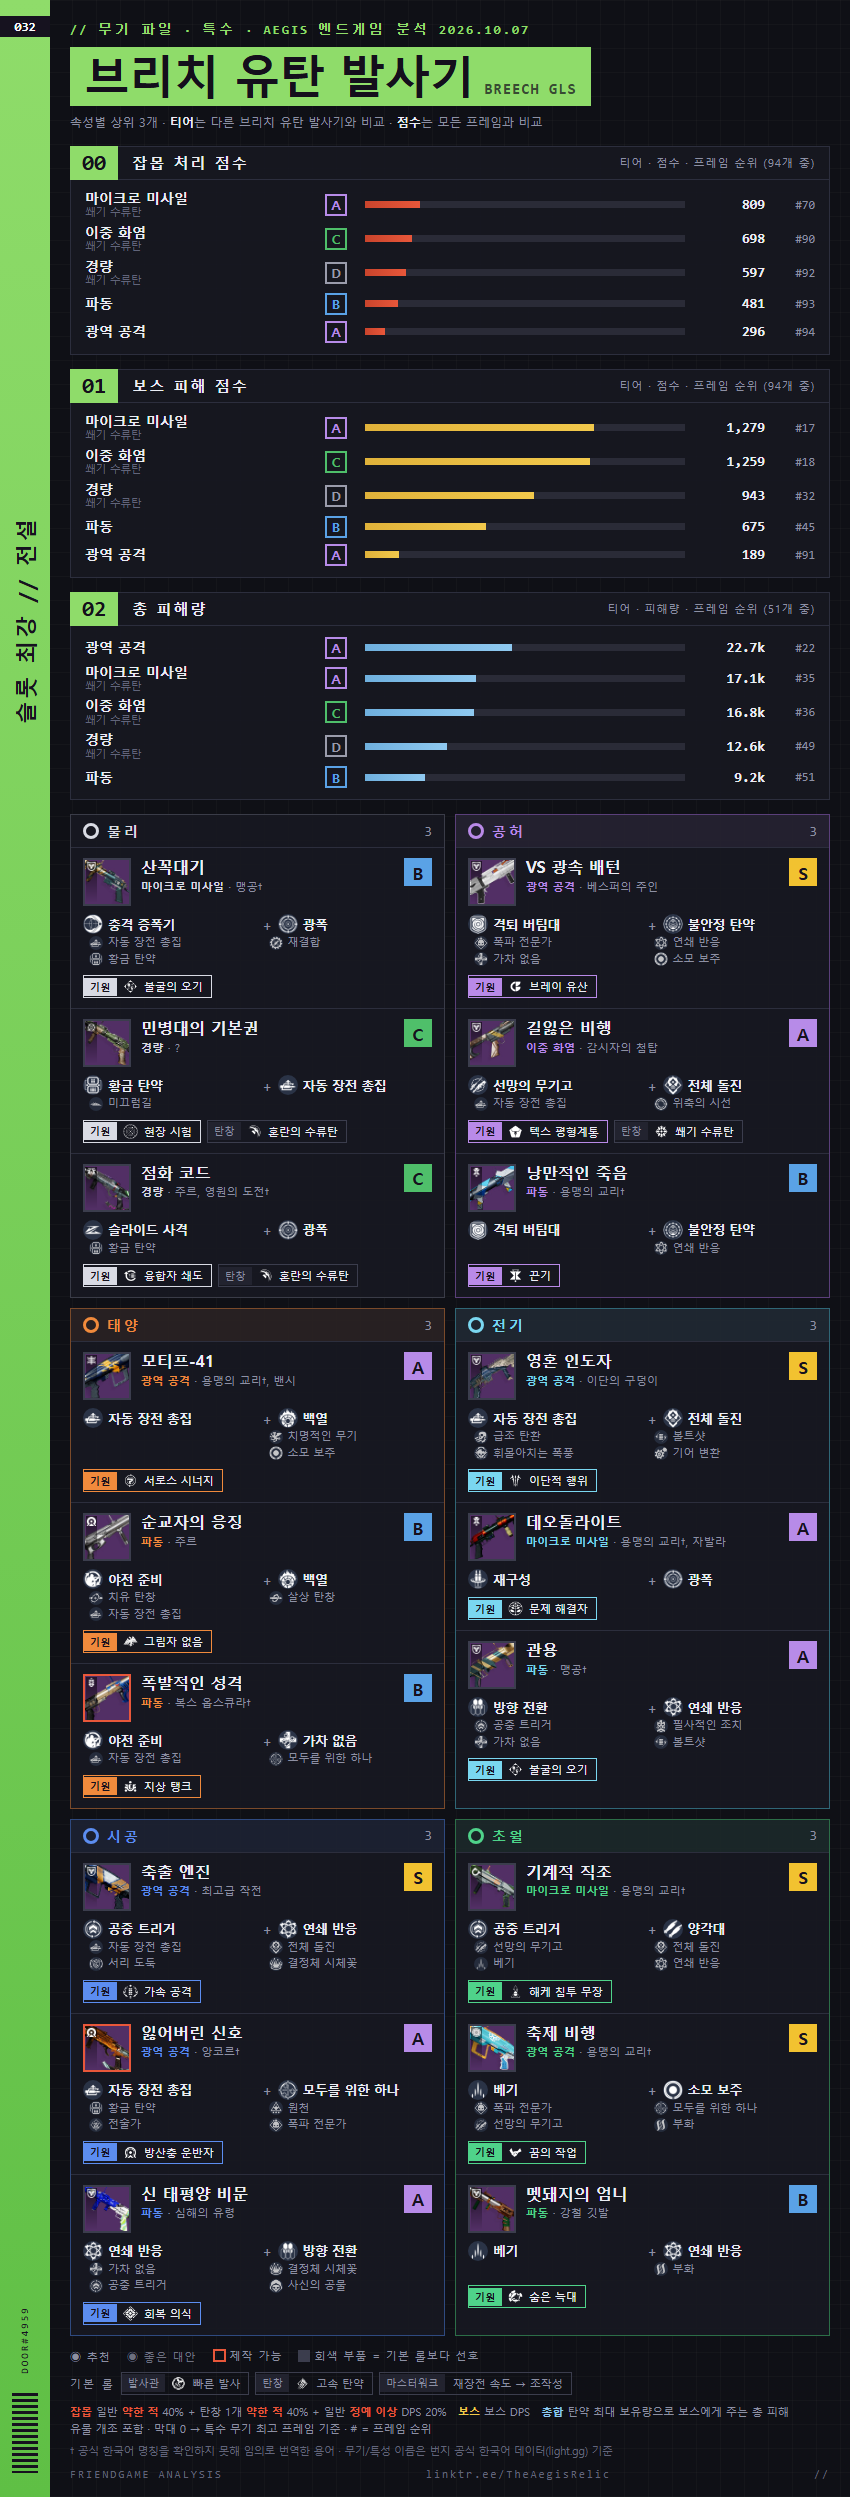 032
// 무기 파일 · 특수 · AEGIS 엔드게임 분석 2026.10.07
브리치 유탄 발사기 BREECH GLS
속성별 상위 3개 · 티어는 다른 브리치 유탄 발사기와 비교 · 점수는 모든 프레임과 비교
슬롯 최강 // 전설
00 잡몹 처리 점수 티어 · 점수 · 프레임 순위 (94개 중)
마이크로 미사일 A 809 #70
쐐기 수류탄
이중 화염 C 698 #90
쐐기 수류탄
경량 D 597 #92
쐐기 수류탄
파동 B 481 #93
광역 공격 A 296 #94
01 보스 피해 점수 티어 · 점수 · 프레임 순위 (94개 중)
마이크로 미사일 A 1,279 #17
쐐기 수류탄
이중 화염 C 1,259 #18
쐐기 수류탄
경량 D 943 #32
쐐기 수류탄
파동 B 675 #45
광역 공격 A 189 #91
02 총 피해량 티어 · 피해량 · 프레임 순위 (51개 중)
광역 공격 A 22.7k #22
마이크로 미사일 A 17.1k #35
쐐기 수류탄
이중 화염 C 16.8k #36
쐐기 수류탄
경량 D 12.6k #49
쐐기 수류탄
파동 B 9.2k #51
물리 3
산꼭대기 B
마이크로 미사일 · 맹공†
충격 증폭기 + 광폭
자동 장전 총집 재결합
황금 탄약
기원 불굴의 오기
민병대의 기본권 C
경량 · ?
황금 탄약 + 자동 장전 총집
미끄럼길
기원 현장 시험 탄창 혼란의 수류탄
점화 코드 C
경량 · 주르, 영원의 도전†
슬라이드 사격 + 광폭
황금 탄약
기원 융합자 쇄도 탄창 혼란의 수류탄
공허 3
VS 광속 배턴 S
광역 공격 · 베스퍼의 주인
격퇴 버팀대 + 불안정 탄약
폭파 전문가 연쇄 반응
가차 없음 소모 보주
기원 브레이 유산
길잃은 비행 A
이중 화염 · 감시자의 첨탑
선망의 무기고 + 전체 돌진
자동 장전 총집 위축의 시선
기원 텍스 평형계통 탄창 쐐기 수류탄
낭만적인 죽음 B
파동 · 용맹의 교리†
격퇴 버팀대 + 불안정 탄약
연쇄 반응
기원 끈기
태양 3
모티프-41 A
광역 공격 · 용맹의 교리†, 밴시
자동 장전 총집 + 백열
치명적인 무기
소모 보주
기원 서로스 시너지
순교자의 응징 B
파동 · 주르
야전 준비 + 백열
치유 탄창 살상 탄창
자동 장전 총집
기원 그림자 없음
폭발적인 성격 B
파동 · 복스 옵스큐라†
야전 준비 + 가차 없음
자동 장전 총집 모두를 위한 하나
기원 지상 탱크
전기 3
영혼 인도자 S
광역 공격 · 이단의 구덩이
자동 장전 총집 + 전체 돌진
급조 탄환 볼트샷
휘몰아치는 폭풍 기어 변환
기원 이단적 행위
데오돌라이트 A
마이크로 미사일 · 용맹의 교리†, 자발라
재구성 + 광폭
기원 문제 해결자
관용 A
파동 · 맹공†
방향 전환 + 연쇄 반응
공중 트리거 필사적인 조치
가차 없음 볼트샷
기원 불굴의 오기
시공 3
축출 엔진 S
광역 공격 · 최고급 작전
공중 트리거 + 연쇄 반응
자동 장전 총집 전체 돌진
서리 도둑 결정체 시체꽃
기원 가속 공격
잃어버린 신호 A
광역 공격 · 앙코르†
자동 장전 총집 + 모두를 위한 하나
황금 탄약 원천
전술가 폭파 전문가
기원 방산충 운반자
신 태평양 비문 A
파동 · 심해의 유령
연쇄 반응 + 방향 전환
가차 없음 결정체 시체꽃
공중 트리거 사신의 공물
기원 회복 의식
초월 3
기계적 직조 S
마이크로 미사일 · 용맹의 교리†
공중 트리거 + 양각대
선망의 무기고 전체 돌진
베기 연쇄 반응
기원 해케 침투 무장
축제 비행 S
광역 공격 · 용맹의 교리†
베기 + 소모 보주
폭파 전문가 모두를 위한 하나
선망의 무기고 부화
기원 꿈의 작업
멧돼지의 엄니 B
파동 · 강철 깃발
베기 + 연쇄 반응
부화
기원 숨은 늑대
추천 좋은 대안 제작 가능 회색 부품 = 기본 롤보다 선호
기본 롤 발사관 빠른 발사 탄창 고속 탄약 마스터워크 재장전 속도 → 조작성
잡몹 일반 약한 적 40% + 탄창 1개 약한 적 40% + 일반 정예 이상 DPS 20% 보스 보스 DPS 총합 탄약 최대 보유량으로 보스에게 주는 총 피해
유물 개조 포함 · 막대 0 → 특수 무기 최고 프레임 기준 · # = 프레임 순위
† 공식 한국어 명칭을 확인하지 못해 임의로 번역한 용어 · 무기/특성 이름은 번지 공식 한국어 데이터(light.gg) 기준
FRIENDGAME ANALYSIS linktr.ee/TheAegisRelic //
DOOR#4959